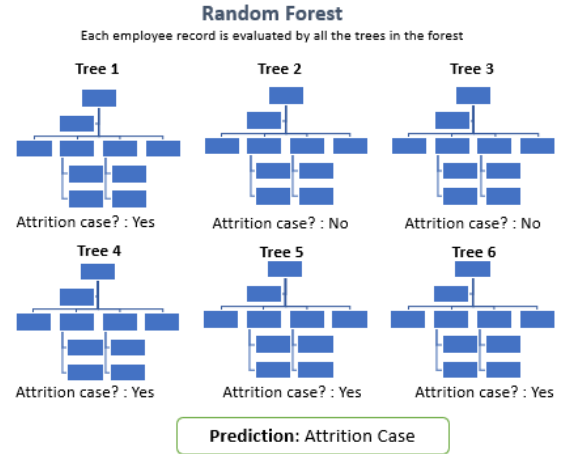 Random Forest
Each employee record is evaluated by all the trees in the forest
Tree 1
Tree 2
Tree 3
Attrition case? : Yes
Attrition case? : No
Attrition case? : No
Tree 4
Tree 5
Tree 6
Attrition case? : Yes
Attrition case? : Yes
Attrition case? : Yes
Prediction: Attrition Case